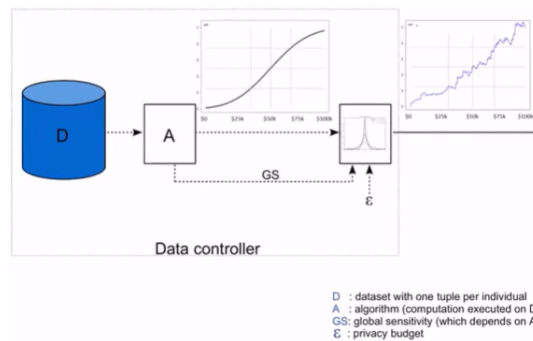 $0 $25k $50k $75k $100k
$0 $25k $50k $75k $100k
D
A
GS
ε
Data controller
D : dataset with one tuple per individual
A : algorithm (computation executed on D
GS: global sensitivity (which depends on A
ε : privacy budget